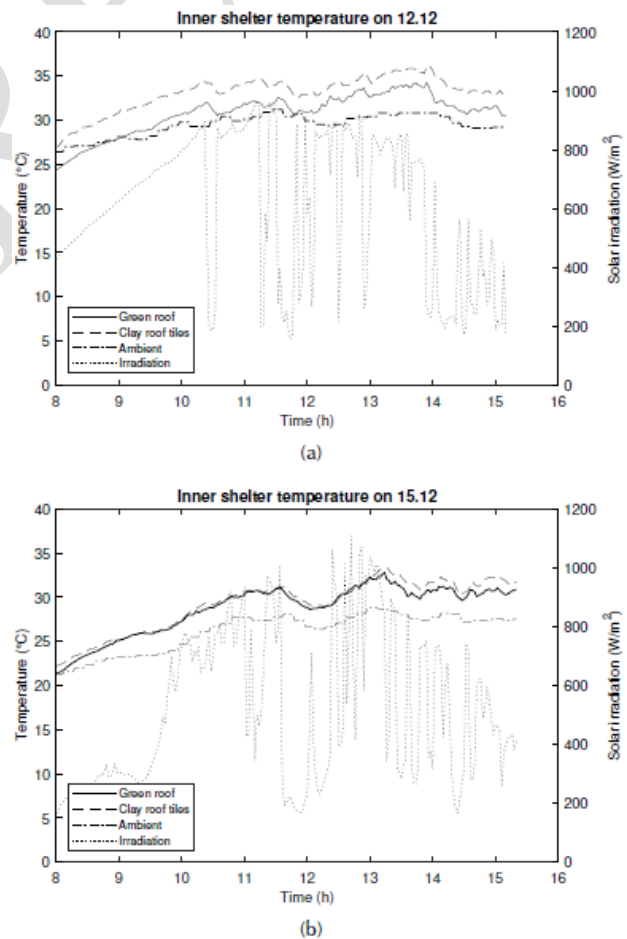 Inner shelter temperature on 12.12
40
35
30
25
20
15
10
5
0
Temperature (°C)
1200
1000
800
600
400
200
0
Solar irradiation (W/m²)
Green roof
Clay roof tiles
Ambient
Irradiation
8 9 10 11 12 13 14 15 16
Time (h)
(a)
Inner shelter temperature on 15.12
40
35
30
25
20
15
10
5
0
Temperature (°C)
1200
1000
800
600
400
200
0
Solar irradiation (W/m²)
Green roof
Clay roof tiles
Ambient
Irradiation
8 9 10 11 12 13 14 15 16
Time (h)
(b)